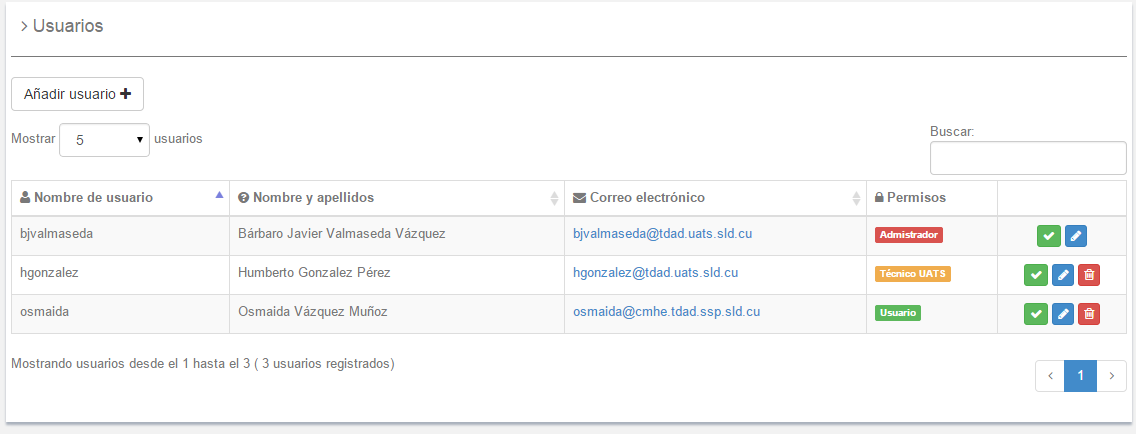 > Usuarios
Añadir usuario
Mostrar 5 usuarios
Buscar:
Nombre de usuario Nombre y apellidos Correo electrónico Permisos
bjvalmaseda Bárbaro Javier Valmaseda Vázquez bjvalmaseda@tdad.uats.sld.cu Admistrador
hgonzalez Humberto Gonzalez Pérez hgonzalez@tdad.uats.sld.cu Técnico UATS
osmaida Osmaida Vázquez Muñoz osmaida@cmhe.tdad.ssp.sld.cu Usuario
Mostrando usuarios desde el 1 hasta el 3 ( 3 usuarios registrados)
‹ 1 ›